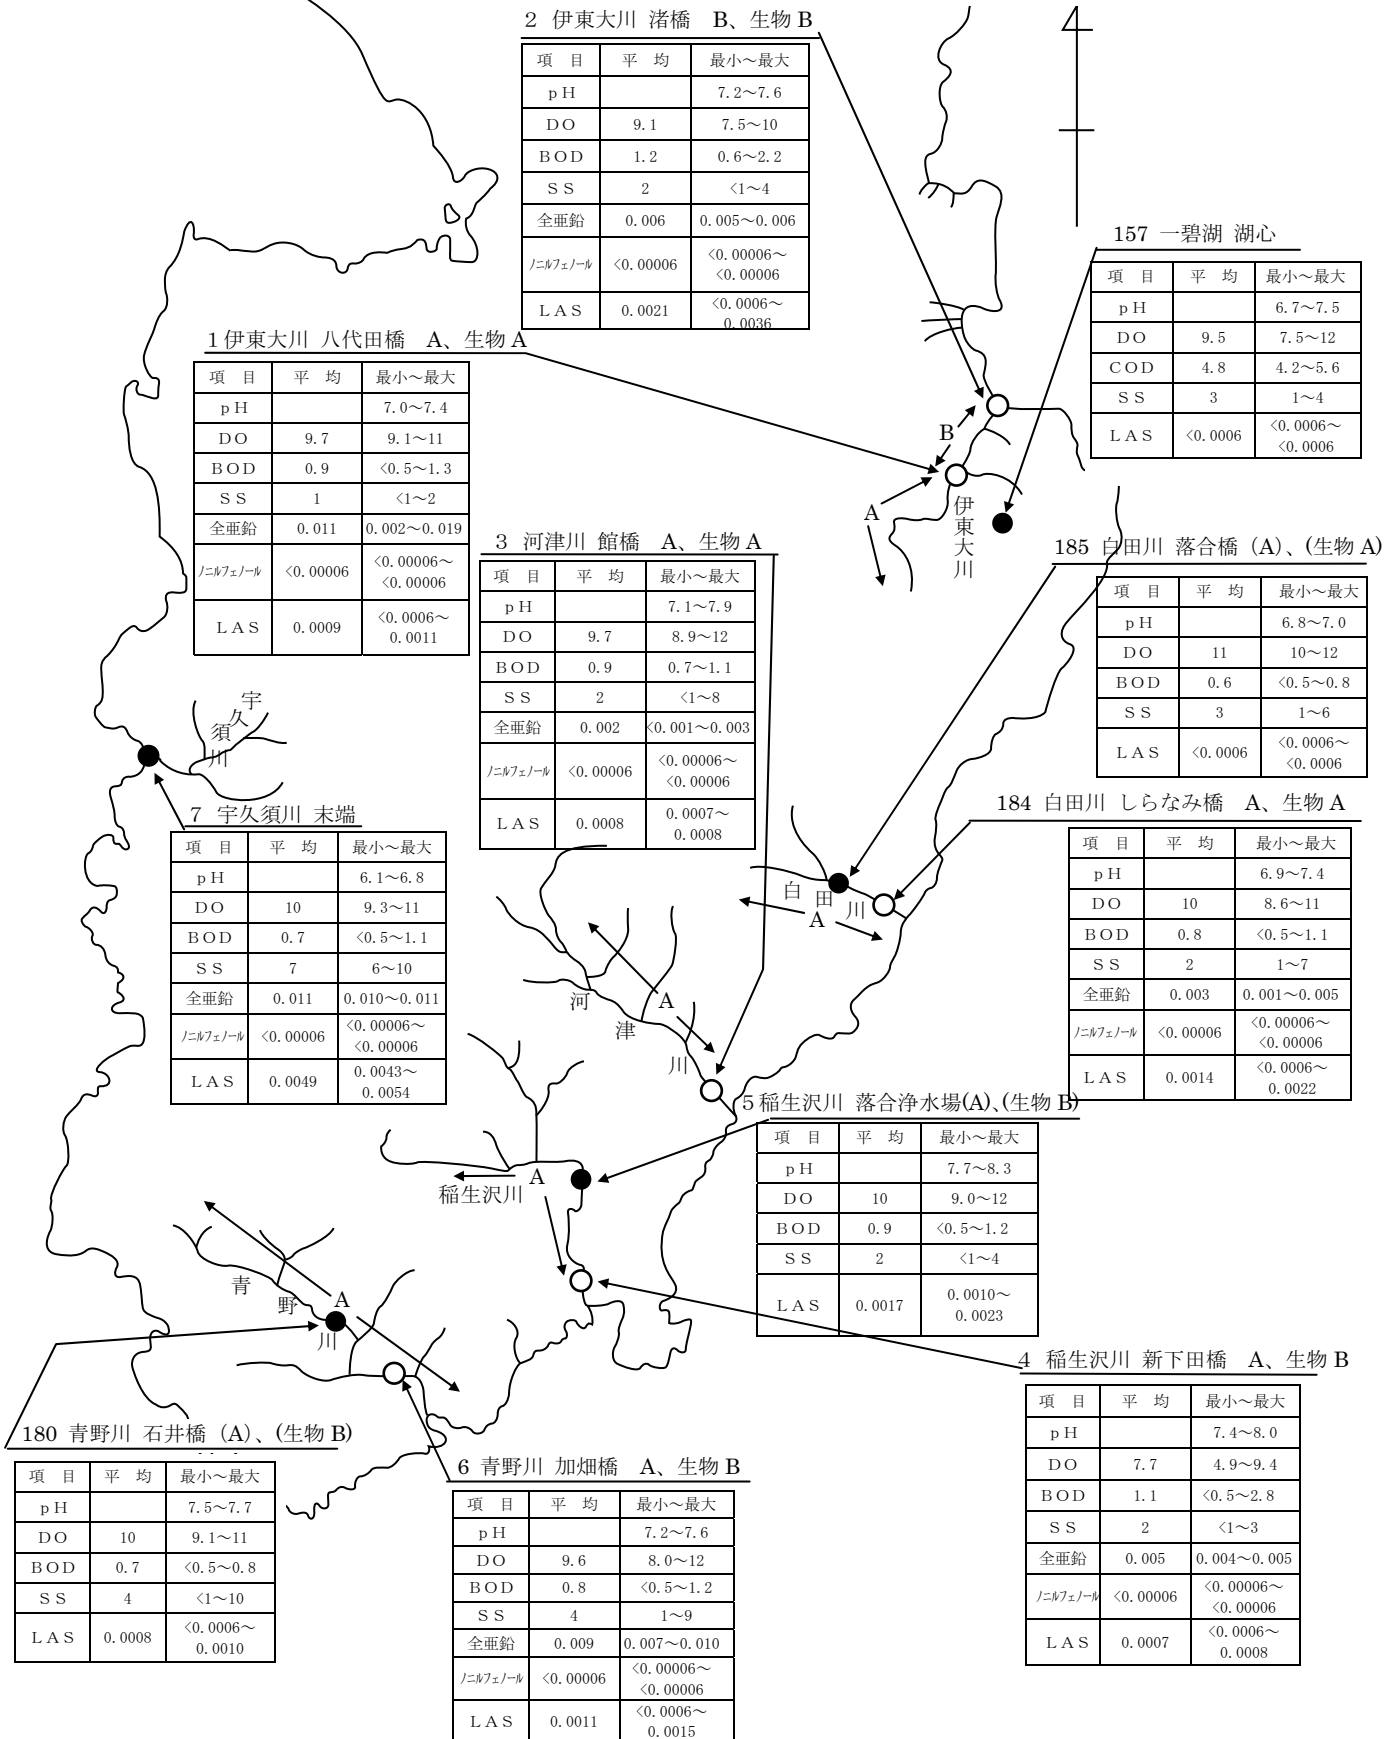 2 伊東大川 渚橋 B、生物 B
項 目 平 均 最小～最大
pH 7.2～7.6
DO 9.1 7.5～10
BOD 1.2 0.6～2.2
SS 2 <1～4
全亜鉛 0.006 0.005～0.006
ノニルフェノール <0.00006 <0.00006～
<0.00006
LAS 0.0021 <0.0006～
0.0036
157 一碧湖 湖心
項 目 平 均 最小～最大
pH 6.7～7.5
DO 9.5 7.5～12
COD 4.8 4.2～5.6
SS 3 1～4
LAS <0.0006 <0.0006～
<0.0006
1 伊東大川 八代田橋 A、生物 A
項 目 平 均 最小～最大
pH 7.0～7.4
DO 9.7 9.1～11
BOD 0.9 <0.5～1.3
SS 1 <1～2
全亜鉛 0.011 0.002～0.019
ノニルフェノール <0.00006 <0.00006～
<0.00006
LAS 0.0009 <0.0006～
0.0011
B
A
伊東大川
3 河津川 館橋 A、生物 A
項 目 平 均 最小～最大
pH 7.1～7.9
DO 9.7 8.9～12
BOD 0.9 0.7～1.1
SS 2 <1～8
全亜鉛 0.002 <0.001～0.003
ノニルフェノール <0.00006 <0.00006～
<0.00006
LAS 0.0008 0.0007～
0.0008
185 白田川 落合橋（A）、(生物 A)
項 目 平 均 最小～最大
pH 6.8～7.0
DO 11 10～12
BOD 0.6 <0.5～0.8
SS 3 1～6
LAS <0.0006 <0.0006～
<0.0006
宇久須川
7 宇久須川 末端
項 目 平 均 最小～最大
pH 6.1～6.8
DO 10 9.3～11
BOD 0.7 <0.5～1.1
SS 7 6～10
全亜鉛 0.011 0.010～0.011
ノニルフェノール <0.00006 <0.00006～
<0.00006
LAS 0.0049 0.0043～
0.0054
184 白田川 しらなみ橋 A、生物 A
項 目 平 均 最小～最大
pH 6.9～7.4
DO 10 8.6～11
BOD 0.8 <0.5～1.1
SS 2 1～7
全亜鉛 0.003 0.001～0.005
ノニルフェノール <0.00006 <0.00006～
<0.00006
LAS 0.0014 <0.0006～
0.0022
白田川
A
河津川
A
5 稲生沢川 落合浄水場(A)、(生物 B)
項 目 平 均 最小～最大
pH 7.7～8.3
DO 10 9.0～12
BOD 0.9 <0.5～1.2
SS 2 <1～4
LAS 0.0017 0.0010～
0.0023
A
稲生沢川
青野川
A
4 稲生沢川 新下田橋 A、生物 B
項 目 平 均 最小～最大
pH 7.4～8.0
DO 7.7 4.9～9.4
BOD 1.1 <0.5～2.8
SS 2 <1～3
全亜鉛 0.005 0.004～0.005
ノニルフェノール <0.00006 <0.00006～
<0.00006
LAS 0.0007 <0.0006～
0.0008
180 青野川 石井橋（A）、(生物 B)
項 目 平 均 最小～最大
pH 7.5～7.7
DO 10 9.1～11
BOD 0.7 <0.5～0.8
SS 4 <1～10
LAS 0.0008 <0.0006～
0.0010
6 青野川 加畑橋 A、生物 B
項 目 平 均 最小～最大
pH 7.2～7.6
DO 9.6 8.0～12
BOD 0.8 <0.5～1.2
SS 4 1～9
全亜鉛 0.009 0.007～0.010
ノニルフェノール <0.00006 <0.00006～
<0.00006
LAS 0.0011 <0.0006～
0.0015